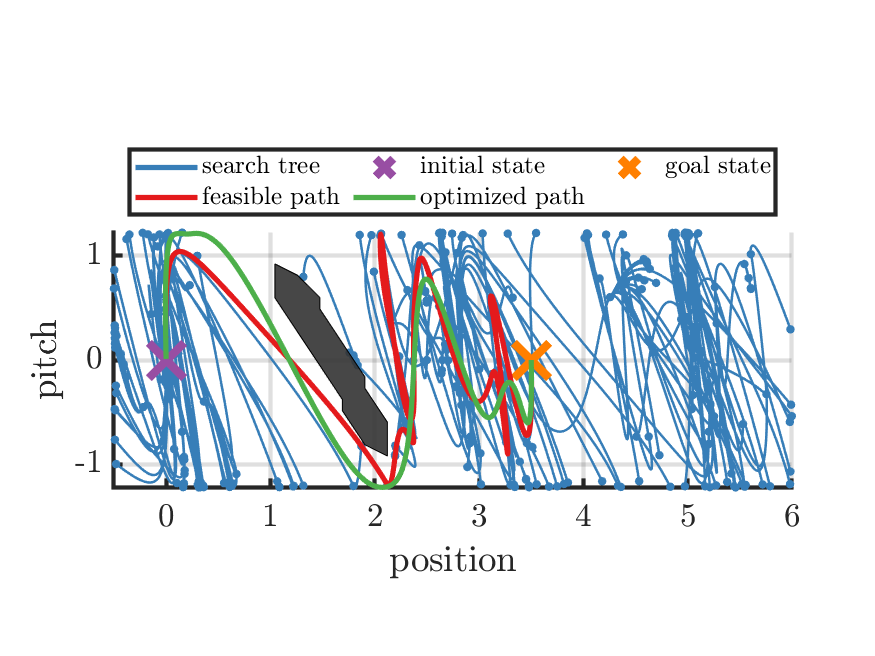 search tree initial state goal state
feasible path optimized path
1
0
-1
pitch
0 1 2 3 4 5 6
position